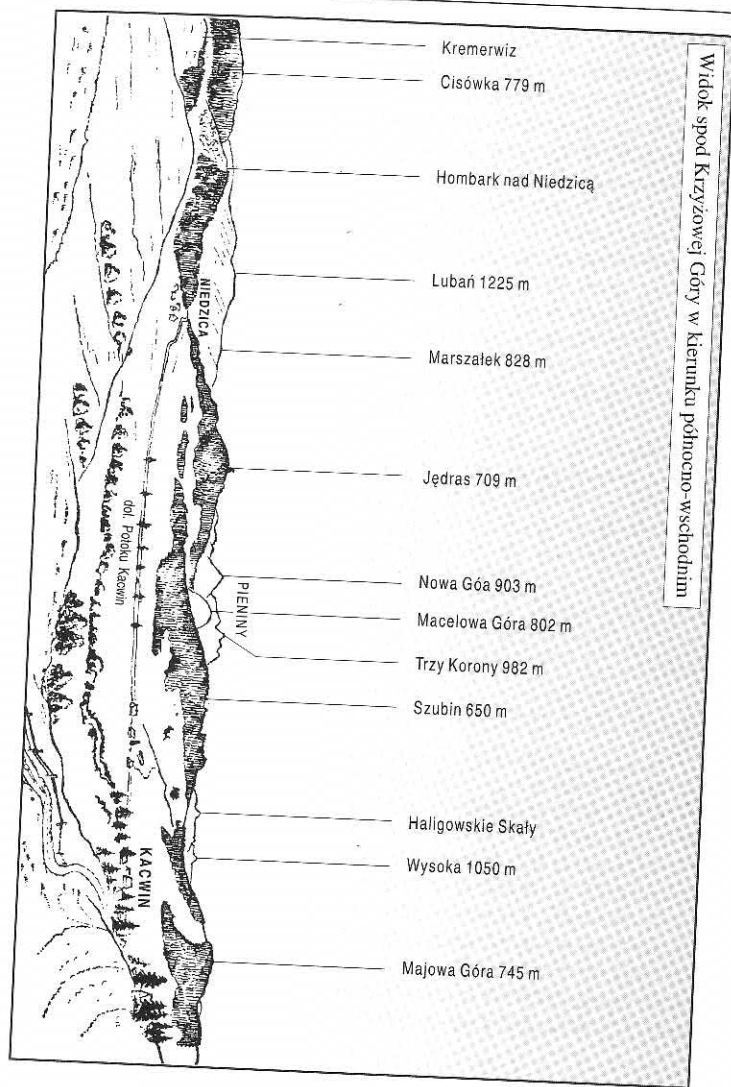 Widok spod Krzyżowej Góry w kierunku północno-wschodnim
Kremerwiz
Cisówka 779 m
Hombark nad Niedzicą
Lubań 1225 m
Marszałek 828 m
Jędras 709 m
Nowa Góa 903 m
Macelowa Góra 802 m
Trzy Korony 982 m
Szubin 650 m
Haligowskie Skały
Wysoka 1050 m
Majowa Góra 745 m
NIEDZICA
PIENINY
dol. Potoku Kacwin
KACWIN